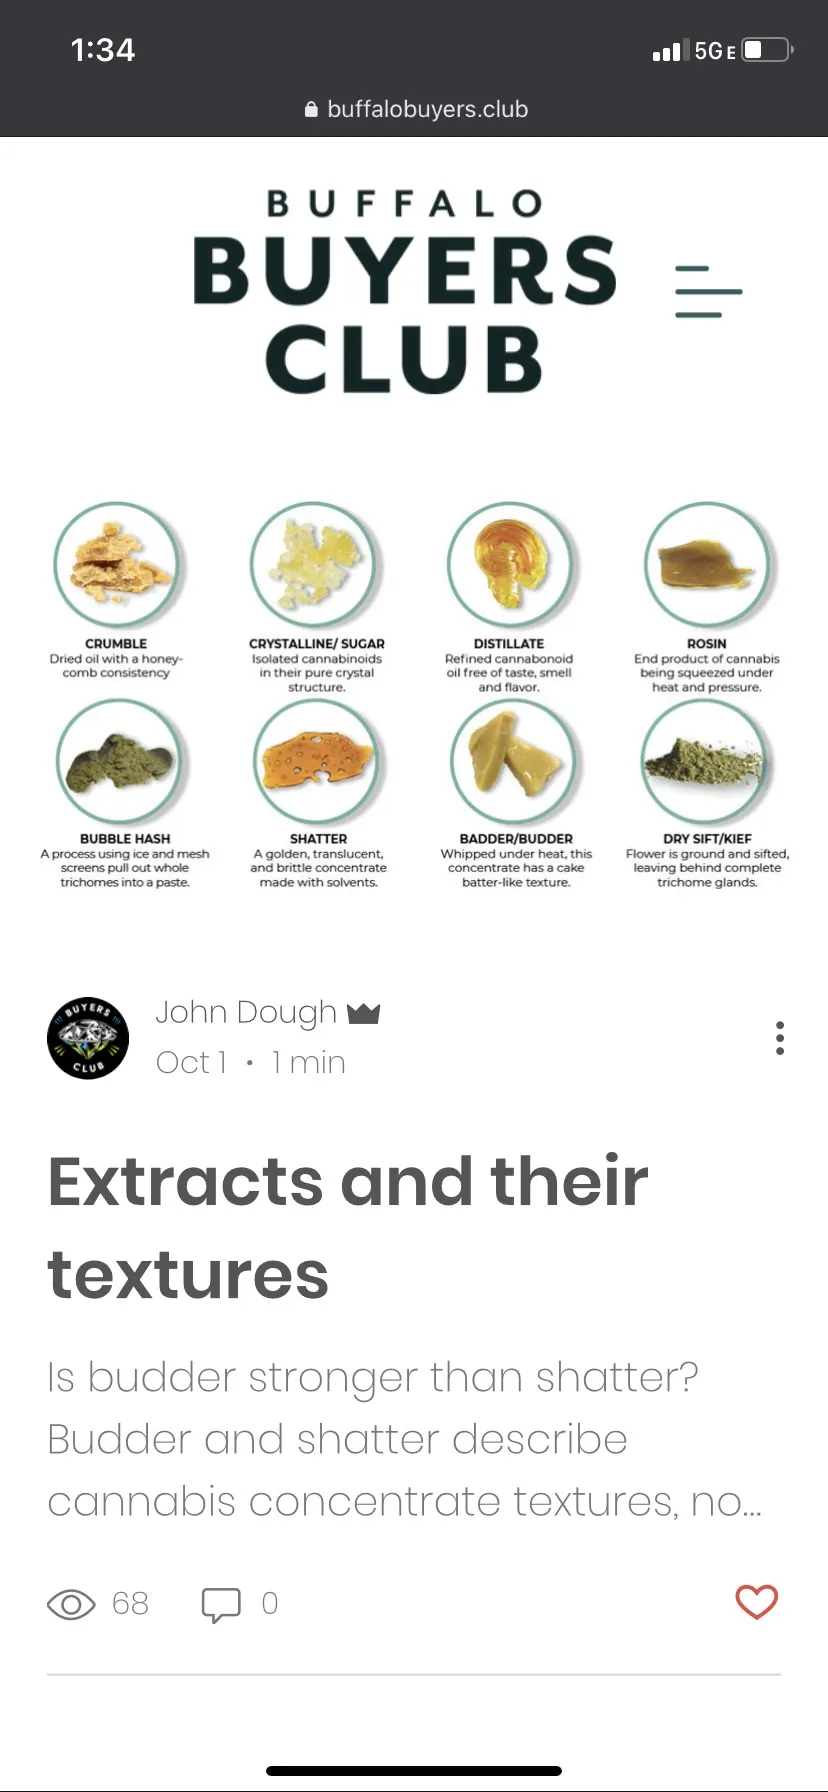 1:34
5G E
buffalobuyers.club
BUFFALO
BUYERS
CLUB
CRUMBLE
Dried oil with a honey-
comb consistency
CRYSTALLINE/ SUGAR
Isolated cannabinoids
in their pure crystal
structure.
DISTILLATE
Refined cannabonoid
oil free of taste, smell
and flavor.
ROSIN
End product of cannabis
being squeezed under
heat and pressure.
BUBBLE HASH
A process using ice and mesh
screens pull out whole
trichomes into a paste.
SHATTER
A golden, translucent,
and brittle concentrate
made with solvents.
BADDER/BUDDER
Whipped under heat, this
concentrate has a cake
batter-like texture.
DRY SIFT/KIEF
Flower is ground and sifted,
leaving behind complete
trichome glands.
BUYERS
CLUB
John Dough
Oct 1 • 1 min
Extracts and their
textures
Is budder stronger than shatter?
Budder and shatter describe
cannabis concentrate textures, no...
68
0